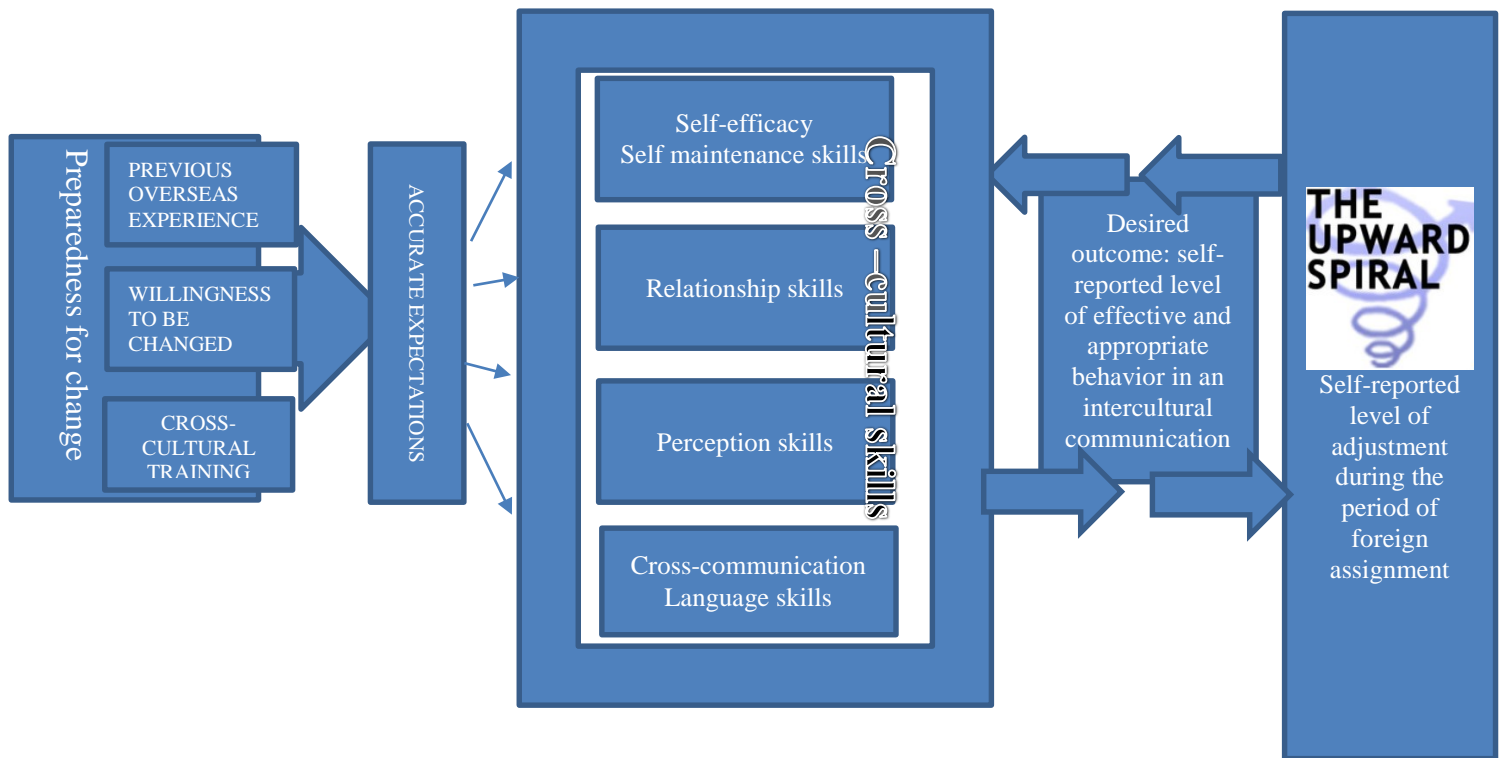 Preparedness for change
PREVIOUS
OVERSEAS
EXPERIENCE
WILLINGNESS
TO BE
CHANGED
CROSS-
CULTURAL
TRAINING
ACCURATE EXPECTATIONS
Self-efficacy
Self maintenance skills
Relationship skills
Perception skills
Cross-communication
Language skills
Cross –cultural skills
Desired
outcome: self-
reported level
of effective and
appropriate
behavior in an
intercultural
communication
THE
UPWARD
SPIRAL
Self-reported
level of
adjustment
during the
period of
foreign
assignment